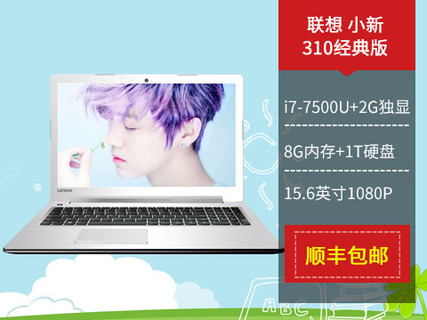 联想 小新
310经典版
i7-7500U+2G独显
8G内存+1T硬盘
15.6英寸1080P
顺丰包邮
Lenovo
ABC